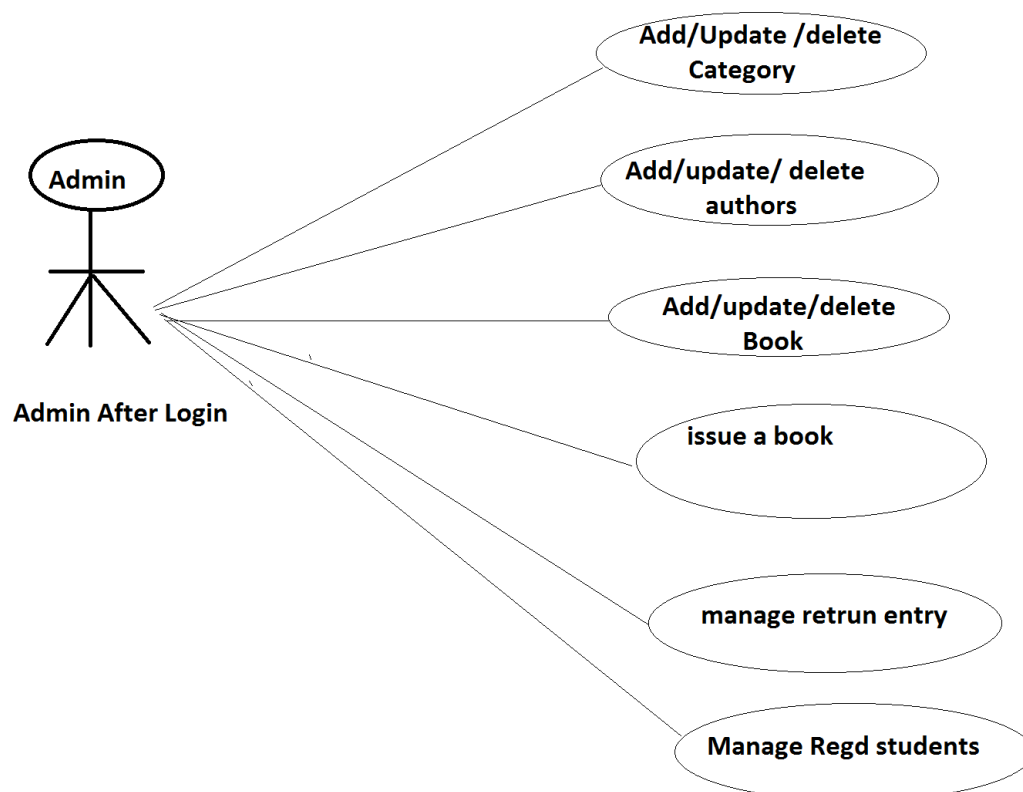 Add/Update /delete
Category
Admin
Add/update/ delete
authors
Add/update/delete
Book
Admin After Login
issue a book
manage retrun entry
Manage Regd students